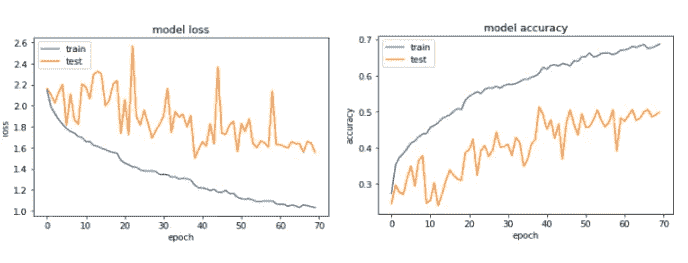 model loss
2.6
2.4
2.2
2.0
1.8
1.6
1.4
1.2
1.0
loss
train
test
0 10 20 30 40 50 60 70
epoch
model accuracy
0.7
0.6
0.5
0.4
0.3
accuracy
train
test
0 10 20 30 40 50 60 70
epoch